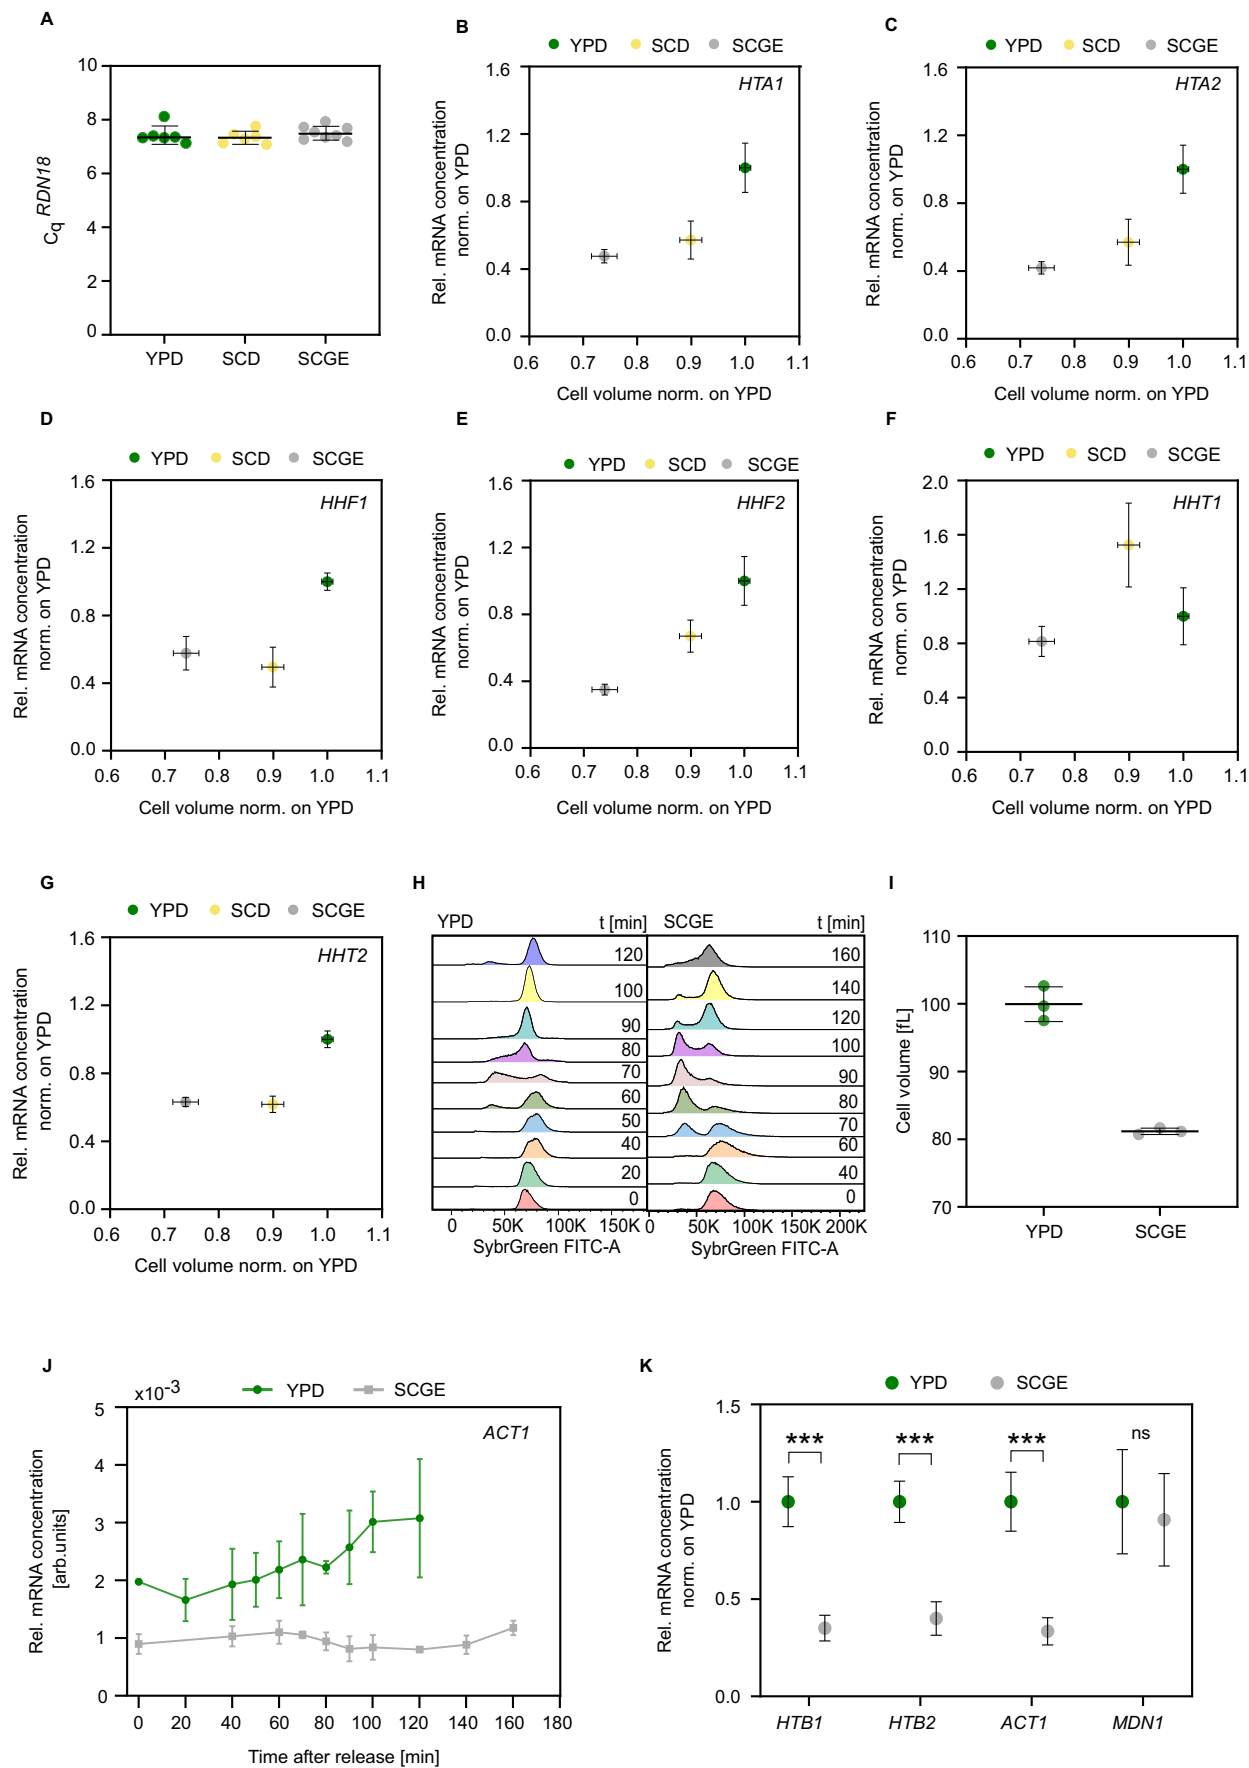 A
10
8
6
4
2
0
Cq RDN18
YPD SCD SCGE
B
YPD SCD SCGE
HTA1
1.6
1.2
0.8
0.4
0.0
Rel. mRNA concentration
norm. on YPD
0.6 0.7 0.8 0.9 1.0 1.1
Cell volume norm. on YPD
C
YPD SCD SCGE
HTA2
1.6
1.2
0.8
0.4
0.0
Rel. mRNA concentration
norm. on YPD
0.6 0.7 0.8 0.9 1.0 1.1
Cell volume norm. on YPD
D
YPD SCD SCGE
HHF1
1.6
1.2
0.8
0.4
0.0
Rel. mRNA concentration
norm. on YPD
0.6 0.7 0.8 0.9 1.0 1.1
Cell volume norm. on YPD
E
YPD SCD SCGE
HHF2
1.6
1.2
0.8
0.4
0.0
Rel. mRNA concentration
norm. on YPD
0.6 0.7 0.8 0.9 1.0 1.1
Cell volume norm. on YPD
F
YPD SCD SCGE
HHT1
2.0
1.6
1.2
0.8
0.4
0.0
Rel. mRNA concentration
norm. on YPD
0.6 0.7 0.8 0.9 1.0 1.1
Cell volume norm. on YPD
G
YPD SCD SCGE
HHT2
1.6
1.2
0.8
0.4
0.0
Rel. mRNA concentration
norm. on YPD
0.6 0.7 0.8 0.9 1.0 1.1
Cell volume norm. on YPD
H
YPD t [min]
120
100
90
80
70
60
50
40
20
0
0 50K 100K 150K
SybrGreen FITC-A
SCGE t [min]
160
140
120
100
90
80
70
60
40
0
0 50K 100K 150K 200K
SybrGreen FITC-A
I
110
100
90
80
70
Cell volume [fL]
YPD SCGE
J
x10-3
YPD SCGE
ACT1
5
4
3
2
1
0
Rel. mRNA concentration
[arb.units]
0 20 40 60 80 100 120 140 160 180
Time after release [min]
K
YPD SCGE
1.5
1.0
0.5
0.0
Rel. mRNA concentration
norm. on YPD
*** *** *** ns
HTB1 HTB2 ACT1 MDN1